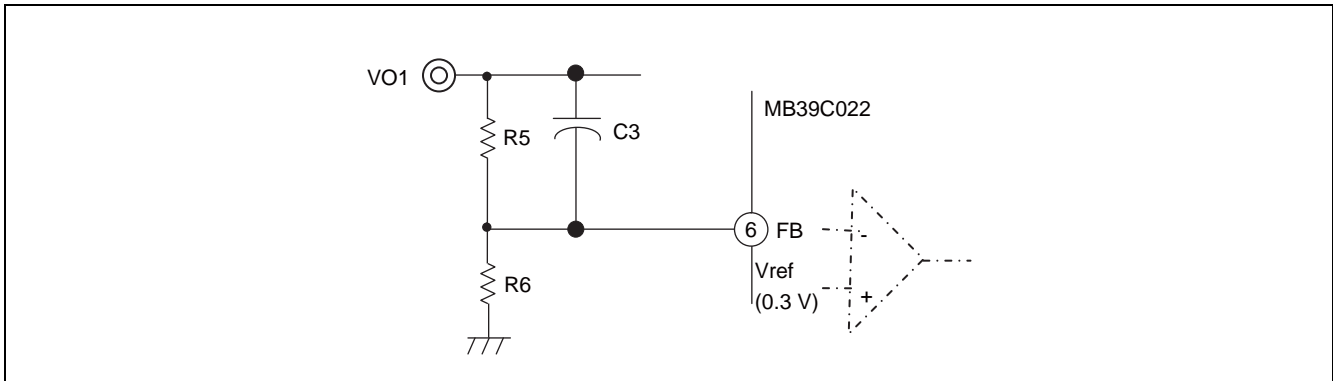 VO1
R5
C3
MB39C022
6
FB
-
Vref
(0.3 V)
+
R6